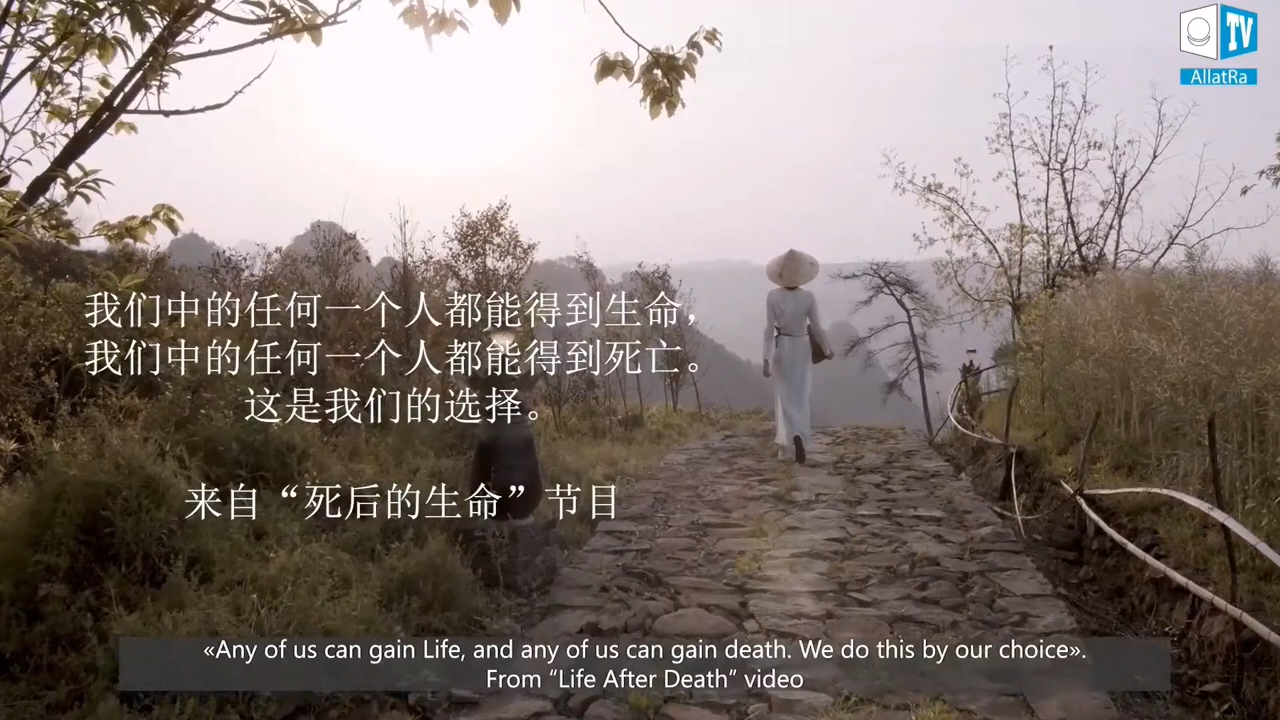 TV
AllatRa
我们中的任何一个人都能得到生命，
我们中的任何一个人都能得到死亡。
这是我们的选择。
来自“死后的生命”节目
«Any of us can gain Life, and any of us can gain death. We do this by our choice».
From “Life After Death” video